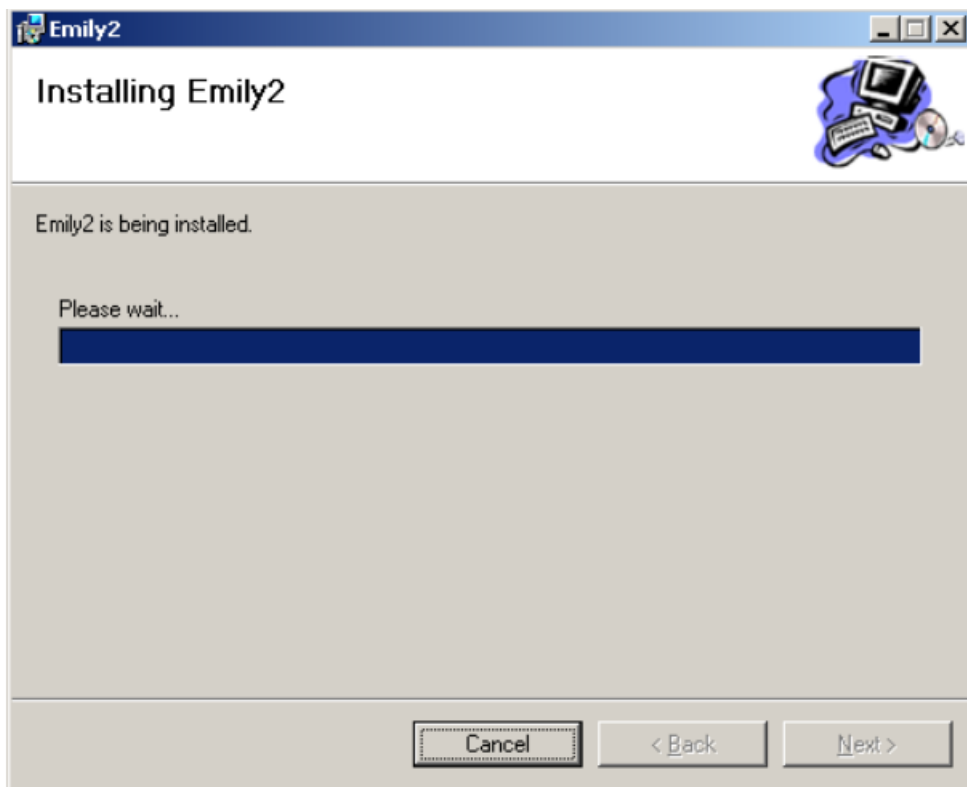 Emily2
Installing Emily2
Emily2 is being installed.
Please wait...
Cancel
< Back
Next >